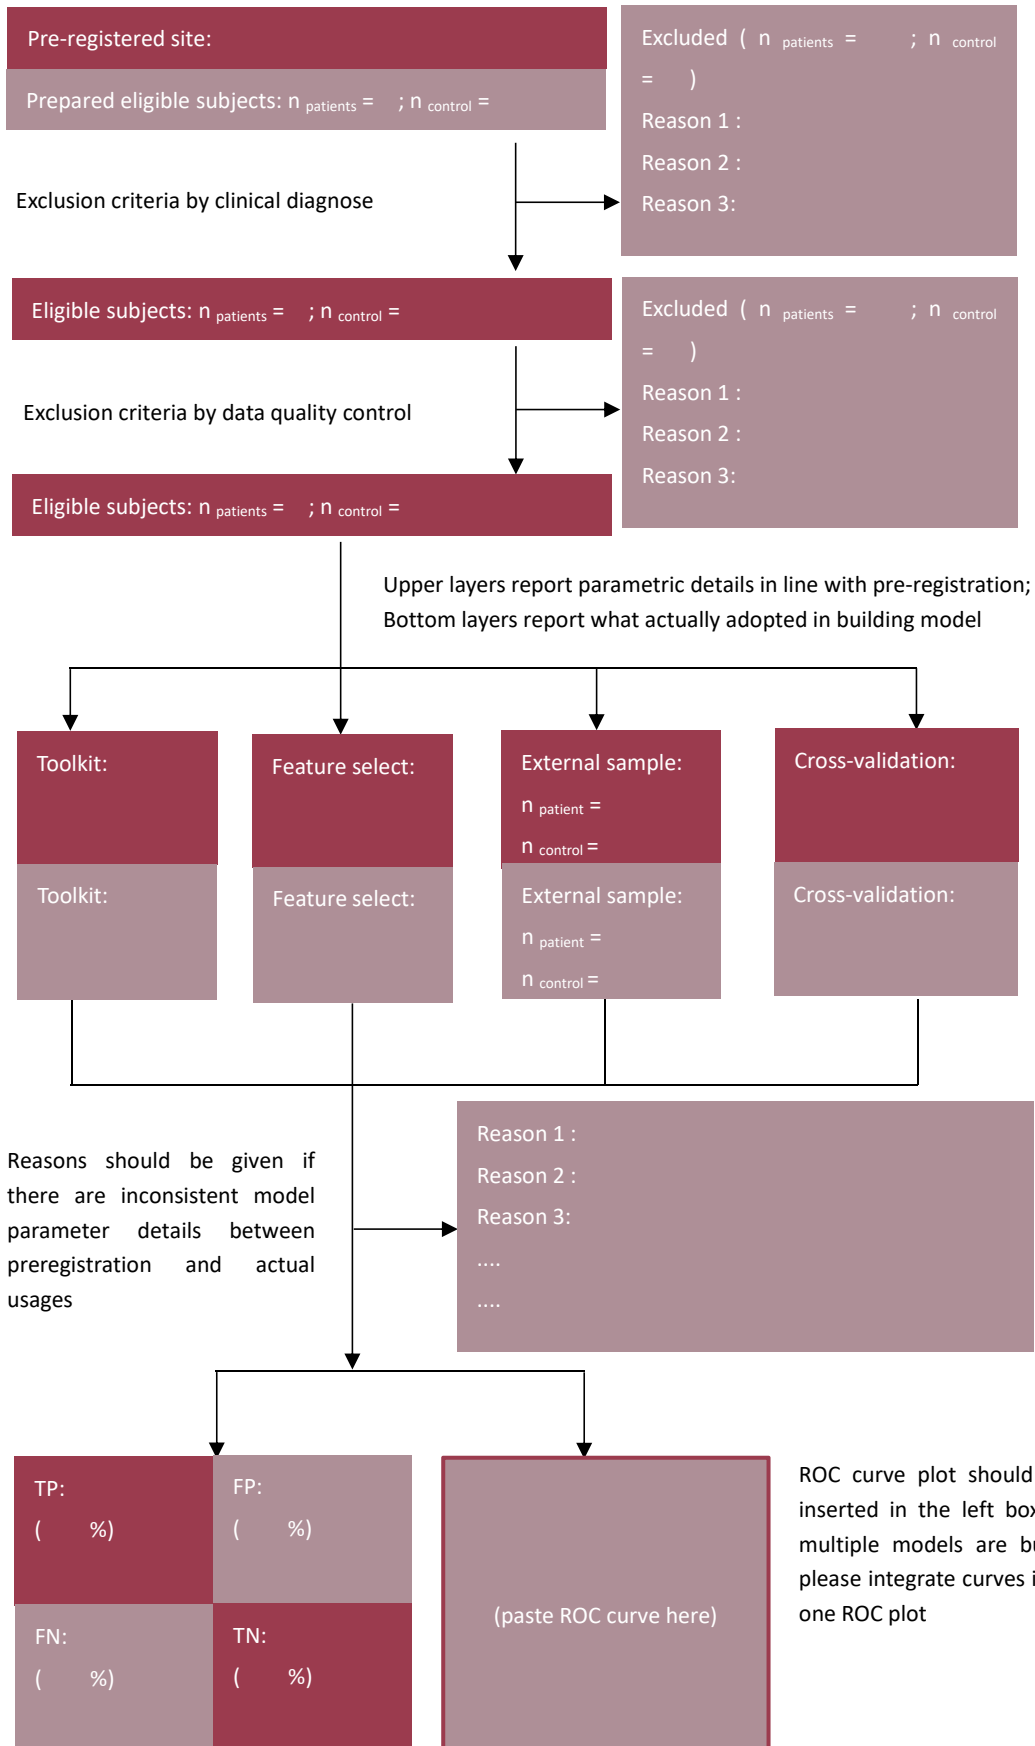 Pre-registered site:
Prepared eligible subjects: n patients = ; n control =
Excluded ( n patients = ; n control
= )
Reason 1 :
Reason 2 :
Reason 3:
Exclusion criteria by clinical diagnose
Eligible subjects: n patients = ; n control =
Excluded ( n patients = ; n control
= )
Reason 1 :
Reason 2 :
Reason 3:
Exclusion criteria by data quality control
Eligible subjects: n patients = ; n control =
Upper layers report parametric details in line with pre-registration;
Bottom layers report what actually adopted in building model
Toolkit:
Feature select:
External sample:
n patient =
n control =
Cross-validation:
Toolkit:
Feature select:
External sample:
n patient =
n control =
Cross-validation:
Reasons should be given if
there are inconsistent model
parameter details between
preregistration and actual
usages
Reason 1 :
Reason 2 :
Reason 3:
....
....
TP:
( %)
FP:
( %)
FN:
( %)
TN:
( %)
(paste ROC curve here)
ROC curve plot should
inserted in the left box
multiple models are bu
please integrate curves i
one ROC plot